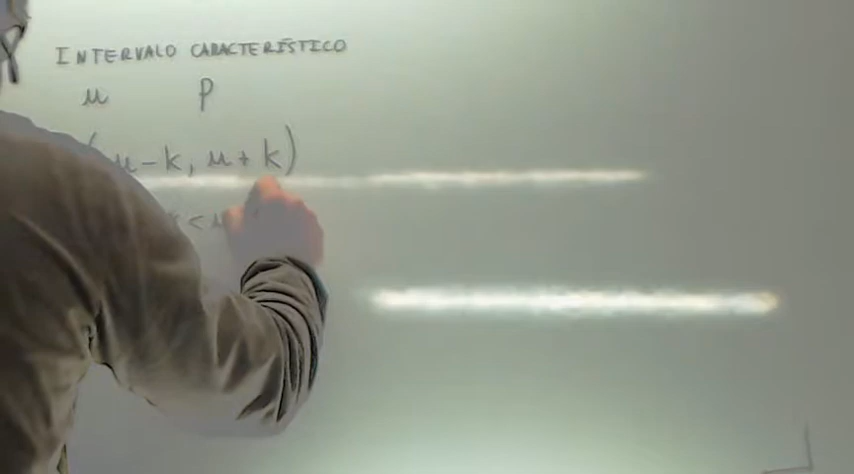 INTERVALO CARACTERÍSTICO
μ P
(μ-k, μ+k)
< μ